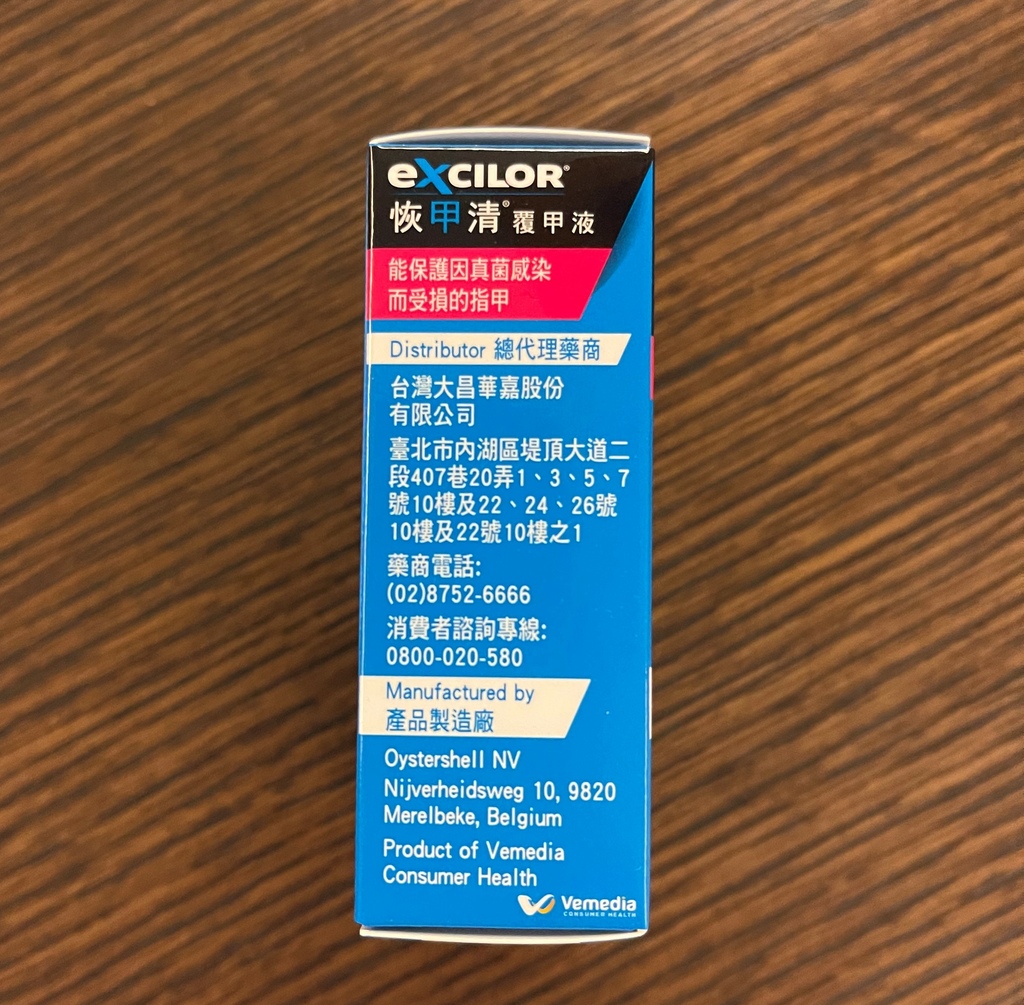 eXCILOR®
恢甲清®覆甲液
能保護因真菌感染
而受損的指甲
Distributor 總代理藥商
台灣大昌華嘉股份
有限公司
臺北市內湖區堤頂大道二
段407巷20弄1、3、5、7
號10樓及22、24、26號
10樓及22號10樓之1
藥商電話:
(02)8752-6666
消費者諮詢專線:
0800-020-580
Manufactured by
產品製造廠
Oystershell NV
Nijverheidsweg 10, 9820
Merelbeke, Belgium
Product of Vemedia
Consumer Health
Vemedia
CONSUMER HEALTH